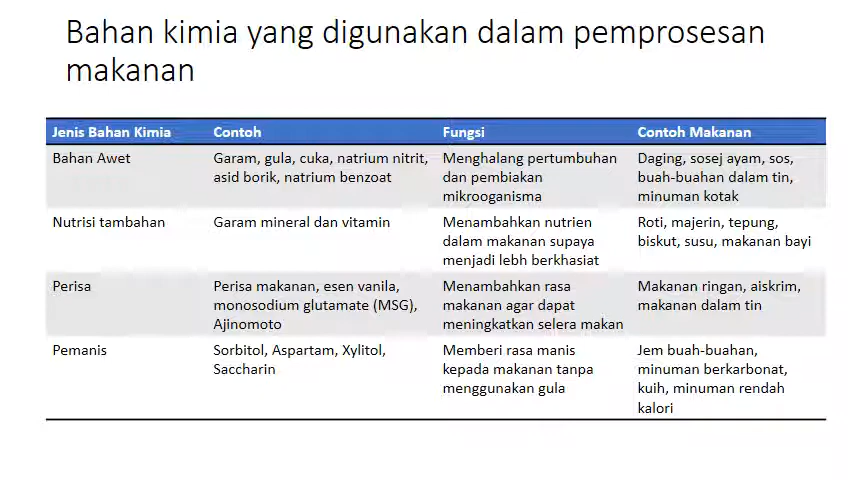 Bahan kimia yang digunakan dalam pemprosesan
makanan
Jenis Bahan Kimia Contoh Fungsi Contoh Makanan
Bahan Awet Garam, gula, cuka, natrium nitrit, Menghalang pertumbuhan Daging, sosej ayam, sos,
asid borik, natrium benzoat dan pembiakan buah-buahan dalam tin,
mikrooganisma minuman kotak
Nutrisi tambahan Garam mineral dan vitamin Menambahkan nutrien Roti, majerin, tepung,
dalam makanan supaya biskut, susu, makanan bayi
menjadi lebh berkhasiat
Perisa Perisa makanan, esen vanila, Menambahkan rasa Makanan ringan, aiskrim,
monosodium glutamate (MSG), makanan agar dapat makanan dalam tin
Ajinomoto meningkatkan selera makan
Pemanis Sorbitol, Aspartam, Xylitol, Memberi rasa manis Jem buah-buahan,
Saccharin kepada makanan tanpa minuman berkarbonat,
menggunakan gula kuih, minuman rendah
kalori